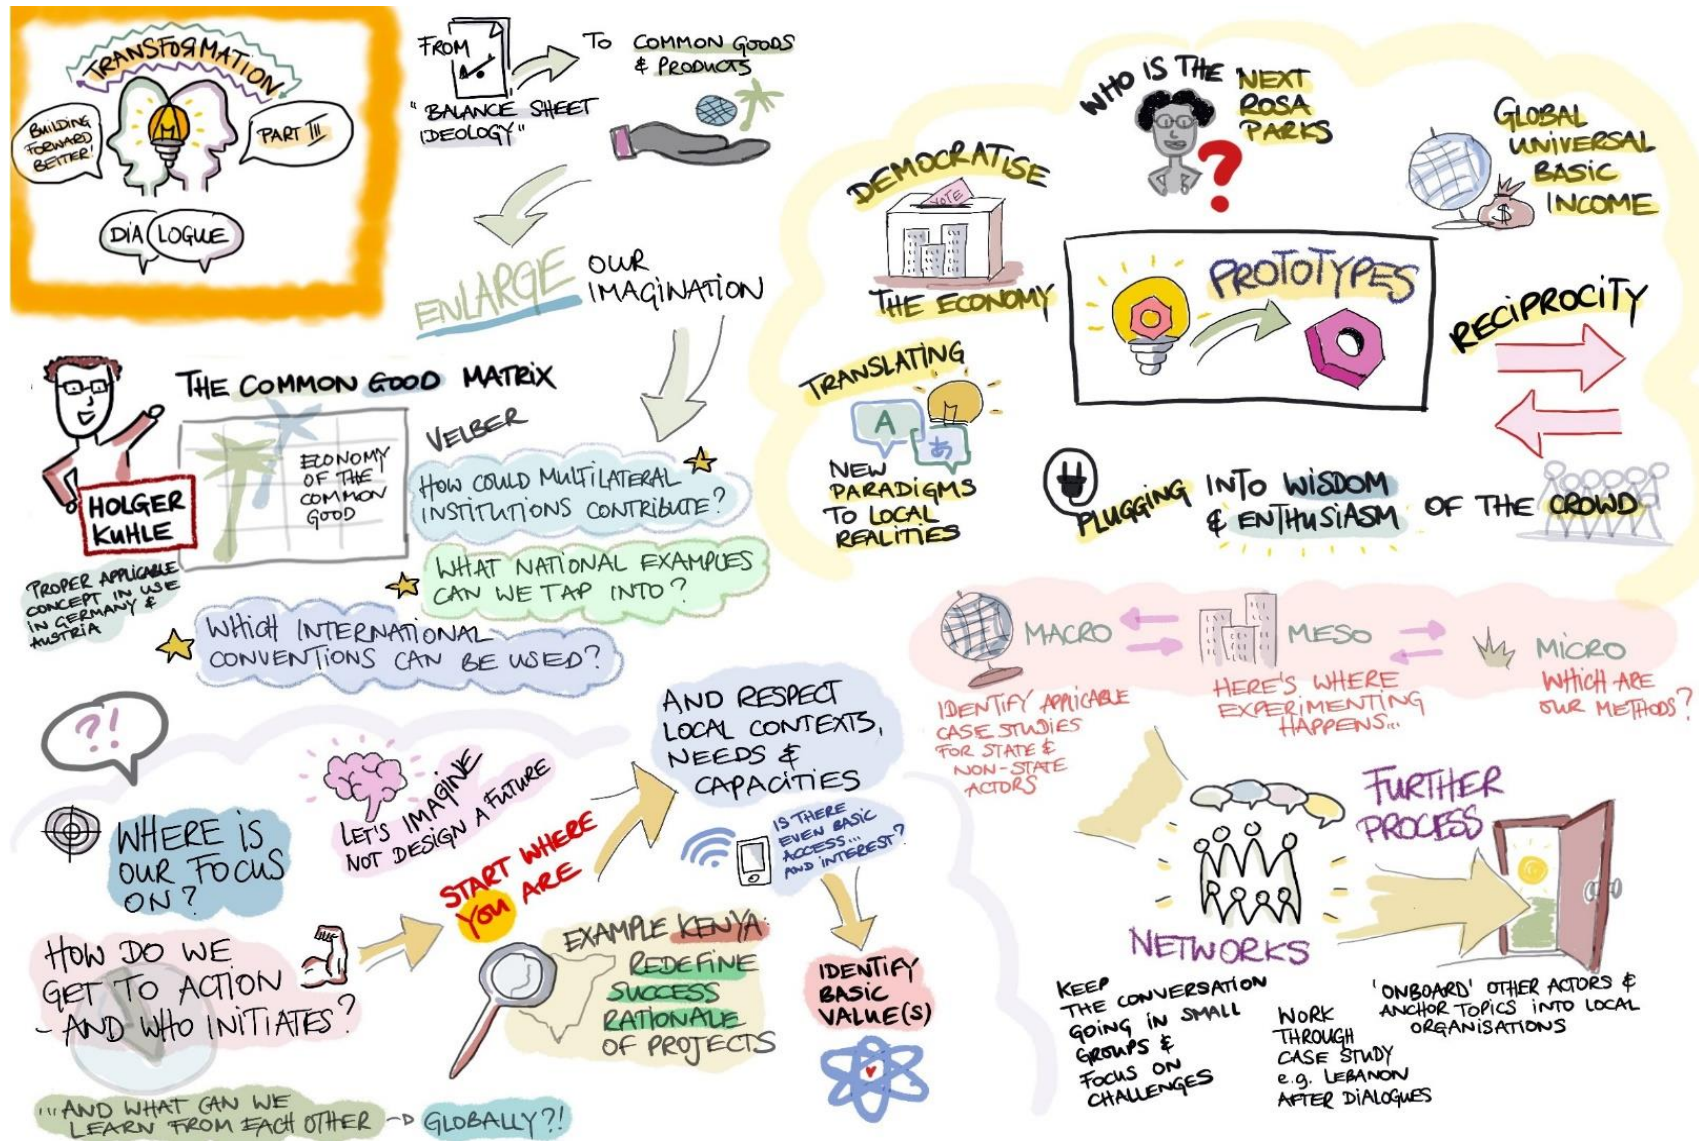 TRANSFORMATION
BUILDING
FORWARD
BETTER!
PART III
DIA LOGUE
FROM
"BALANCE SHEET
IDEOLOGY"
TO COMMON GOODS
& PRODUCTS
ENLARGE OUR
IMAGINATION
THE COMMON GOOD MATRIX
HOLGER
KUHLE
ECONOMY
OF THE
COMMON
GOOD
VELBER
PROPER APPLICABLE
CONCEPT IN USE
IN GERMANY &
AUSTRIA
HOW COULD MULTILATERAL
INSTITUTIONS CONTRIBUTE?
WHAT NATIONAL EXAMPLES
CAN WE TAP INTO?
WHICH INTERNATIONAL
CONVENTIONS CAN BE USED?
WHO IS THE NEXT
ROSA
PARKS
?
DEMOCRATISE
VOTE
THE ECONOMY
GLOBAL
UNIVERSAL
BASIC
INCOME
$
PROTOTYPES
RECIPROCITY
TRANSLATING
A
あ
NEW
PARADIGMS
TO LOCAL
REALITIES
PLUGGING INTO WISDOM
& ENTHUSIASM OF THE CROWD
MACRO
MESO
MICRO
IDENTIFY APPLICABLE
CASE STUDIES
FOR STATE &
NON-STATE
ACTORS
HERE'S WHERE
EXPERIMENTING
HAPPENS...
WHICH ARE
OUR METHODS?
?!
WHERE IS
OUR FOCUS
ON?
LET'S IMAGINE
NOT DESIGN A FUTURE
HOW DO WE
GET TO ACTION
- AND WHO INITIATES?
...AND WHAT CAN WE
LEARN FROM EACH OTHER
GLOBALLY?!
START WHERE
YOU ARE
AND RESPECT
LOCAL CONTEXTS,
NEEDS &
CAPACITIES
IS THERE
EVEN BASIC
ACCESS...
AND INTEREST?
EXAMPLE KENYA:
REDEFINE
SUCCESS
RATIONALE
OF PROJECTS
IDENTIFY
BASIC
VALUE(S)
NETWORKS
KEEP
THE CONVERSATION
GOING IN SMALL
GROUPS &
FOCUS ON
CHALLENGES
WORK
THROUGH
CASE STUDY
e.g. LEBANON
AFTER DIALOGUES
FURTHER
PROCESS
'ONBOARD' OTHER ACTORS &
ANCHOR TOPICS INTO LOCAL
ORGANISATIONS